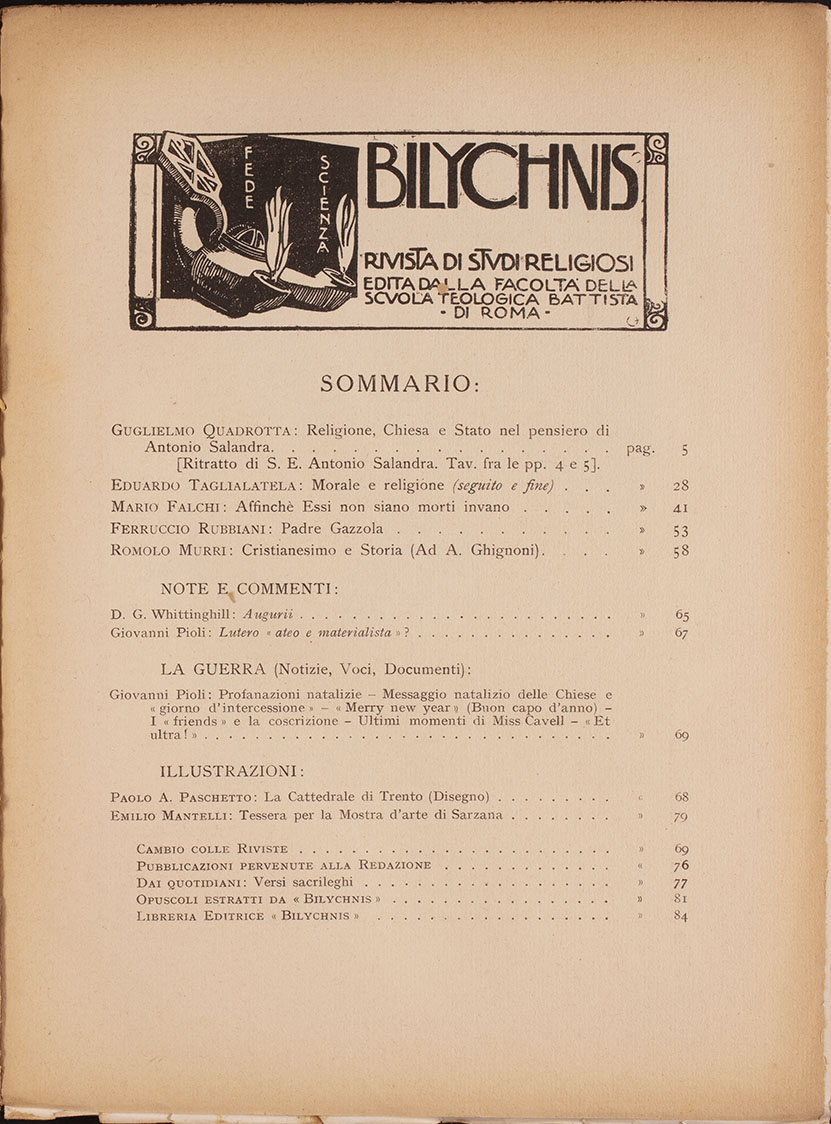 FEDE
SCIENZA
BILYCHNIS
RIVISTA DI STVDI RELIGIOSI
EDITA DALLA FACOLTÀ DELLA
SCVOLA TEOLOGICA BATTISTA
- DI ROMA -
SOMMARIO:
GUGLIELMO QUADROTTA: Religione, Chiesa e Stato nel pensiero di
Antonio Salandra. . . . . . . . . . . . . . . . . pag. 5
[Ritratto di S. E. Antonio Salandra. Tav. fra le pp. 4 e 5].
EDUARDO TAGLIALATELA: Morale e religione (seguito e fine) . . . » 28
MARIO FALCHI: Affinchè Essi non siano morti invano . . . . . » 41
FERRUCCIO RUBBIANI: Padre Gazzola . . . . . . . . . . . » 53
ROMOLO MURRI: Cristianesimo e Storia (Ad A. Ghignoni). . . . » 58
NOTE E COMMENTI:
D. G. Whittinghill: Augurii . . . . . . . . . . . . . . . . . . . . . . . » 65
Giovanni Pioli: Lutero « ateo e materialista » ? . . . . . . . . . . . . . . . » 67
LA GUERRA (Notizie, Voci, Documenti):
Giovanni Pioli: Profanazioni natalizie – Messaggio natalizio delle Chiese e
« giorno d'intercessione » – « Merry new year » (Buon capo d'anno) –
I « friends » e la coscrizione – Ultimi momenti di Miss Cavell – « Et
ultra! » . . . . . . . . . . . . . . . . . . . . . . . . . . . . . . . » 69
ILLUSTRAZIONI:
PAOLO A. PASCHETTO: La Cattedrale di Trento (Disegno) . . . . . . . . . 68
EMILIO MANTELLI: Tessera per la Mostra d'arte di Sarzana . . . . . . . . » 79
CAMBIO COLLE RIVISTE . . . . . . . . . . . . . . . . . . . . . . . » 69
PUBBLICAZIONI PERVENUTE ALLA REDAZIONE . . . . . . . . . . . . « 76
DAI QUOTIDIANI: Versi sacrileghi . . . . . . . . . . . . . . . . . . » 77
OPUSCOLI ESTRATTI DA « BILYCHNIS » . . . . . . . . . . . . . . . . » 81
LIBRERIA EDITRICE « BILYCHNIS » . . . . . . . . . . . . . . . . . » 84